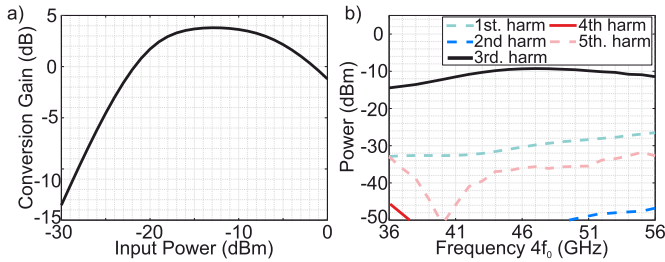 a)
Conversion Gain (dB)
5
0
-5
-10
-15
-30
-20
-10
0
Input Power (dBm)
b)
1st. harm
4th harm
2nd harm
5th. harm
3rd. harm
Power (dBm)
0
-10
-20
-30
-40
-50
36
41
46
51
56
Frequency 4f₀ (GHz)